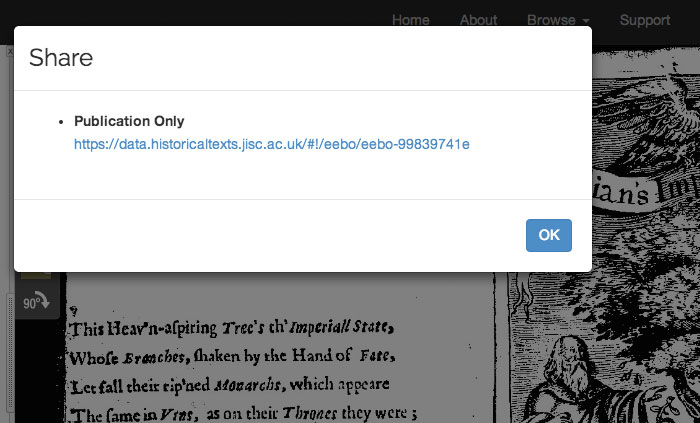 Home About Browse Support
Share
Publication Only
https://data.historicaltexts.jisc.ac.uk/#!/eebo/eebo-99839741e
OK
ian's Im
90°
This Heav'n-aſpiring Tree's th' Imperiall State,
Whoſe Branches, ſhaken by the Hand of Fate,
Let fall their rip'ned Monarchs, which appeare
The ſame in Vrns, as on their Thrones they were ;